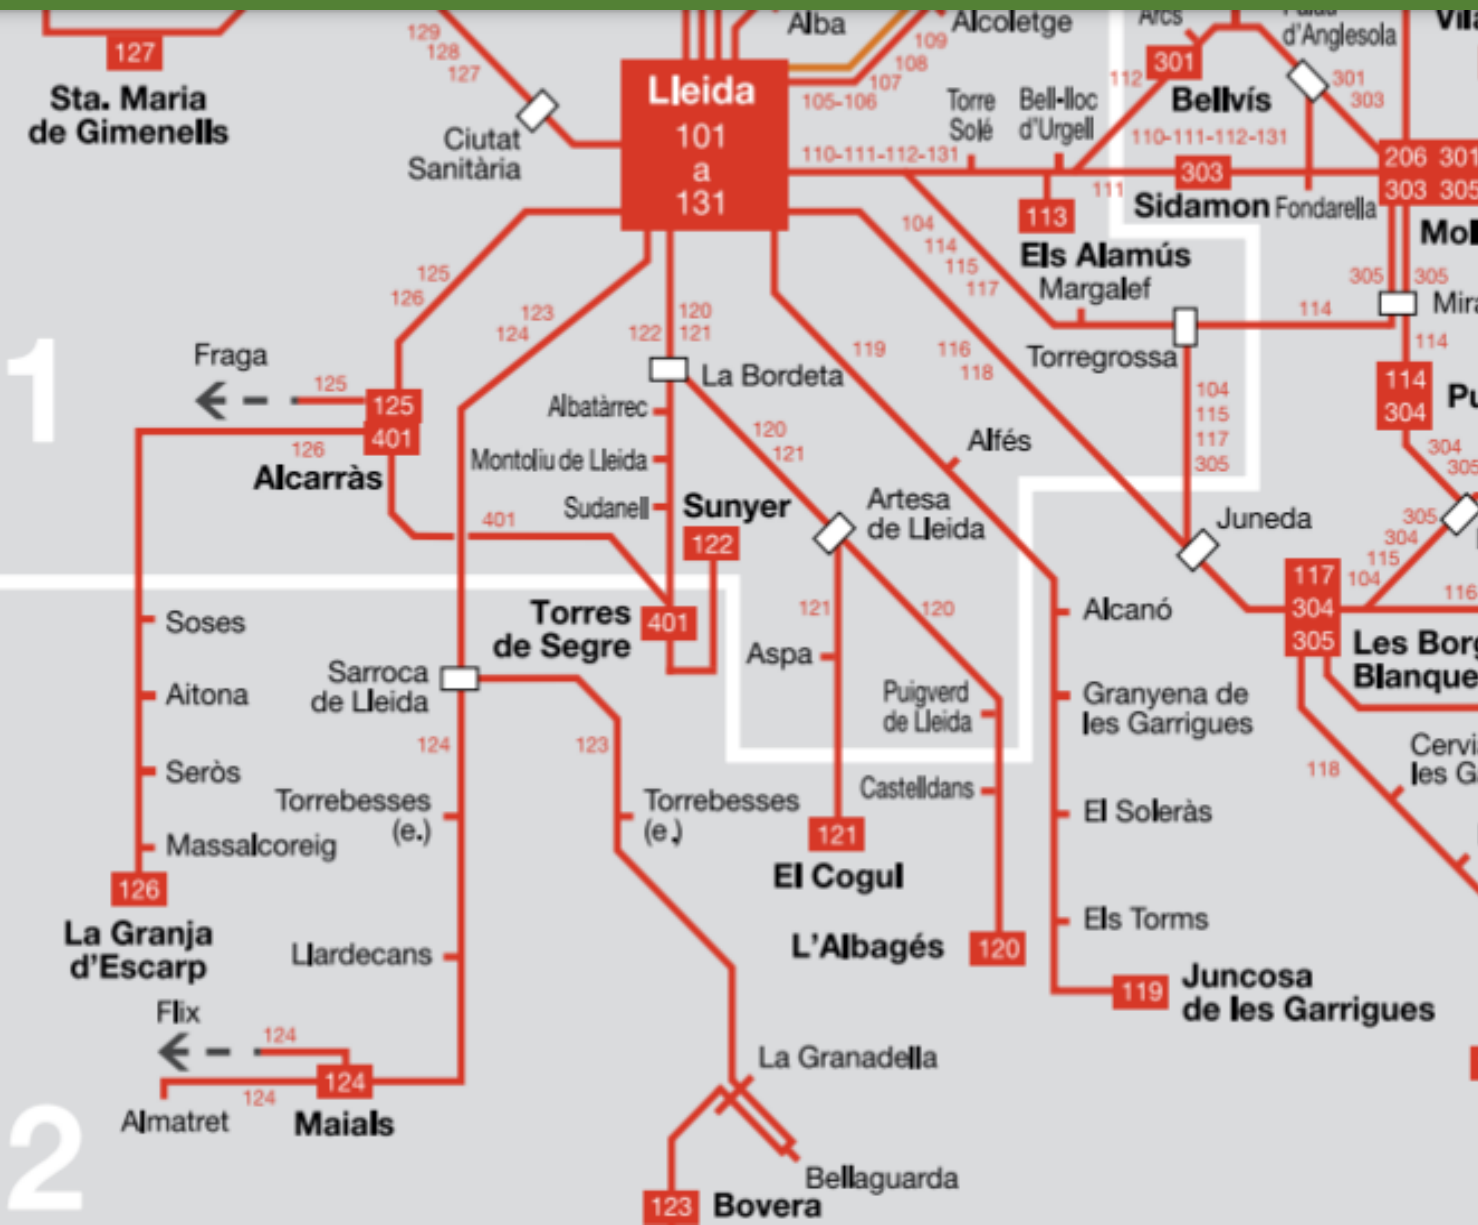 129
128
127
127
Sta. Maria
de Gimenells
Ciutat
Sanitària
Lleida
101
a
131
Alba
Alcoletge
109
108
107
105-106
Torre
Solé
Bell-lloc
d'Urgell
110-111-112-131
Arcs
112
301
Bellvís
d'Anglesola
301
303
110-111-112-131
111
303
Sidamon
Fondarella
206 301
303 305
113
Els Alamús
104
114
115
117
Margalef
Torregrossa
114
305
305
114
114
304
304
305
104
115
117
305
125
126
123
124
122
120
121
La Bordeta
119
116
118
1
Fraga
125
125
401
126
Alcarràs
Albatàrrec
Montoliu de Lleida
Sudanell
120
121
Alfés
Artesa
de Lleida
Juneda
401
Sunyer
122
Torres
de Segre
401
305
304
115
104
116
117
304
305
Les Borg
Blanque
Soses
Aitona
Seròs
Massalcoreig
126
La Granja
d'Escarp
Sarroca
de Lleida
124
123
Torrebesses
(e.)
Torrebesses
(e.)
Llardecans
121
120
Aspa
Puigverd
de Lleida
Castelldans
121
El Cogul
L'Albagés
120
Alcanó
Granyena de
les Garrigues
El Soleràs
Els Torms
119
Juncosa
de les Garrigues
118
Flix
124
124
124
Almatret
Maials
2
La Granadella
Bellaguarda
123
Bovera